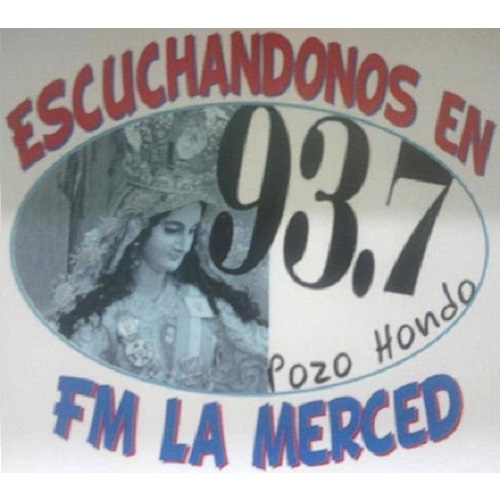 ESCUCHANDONOS EN
93.7
Pozo Hondo
FM LA MERCED